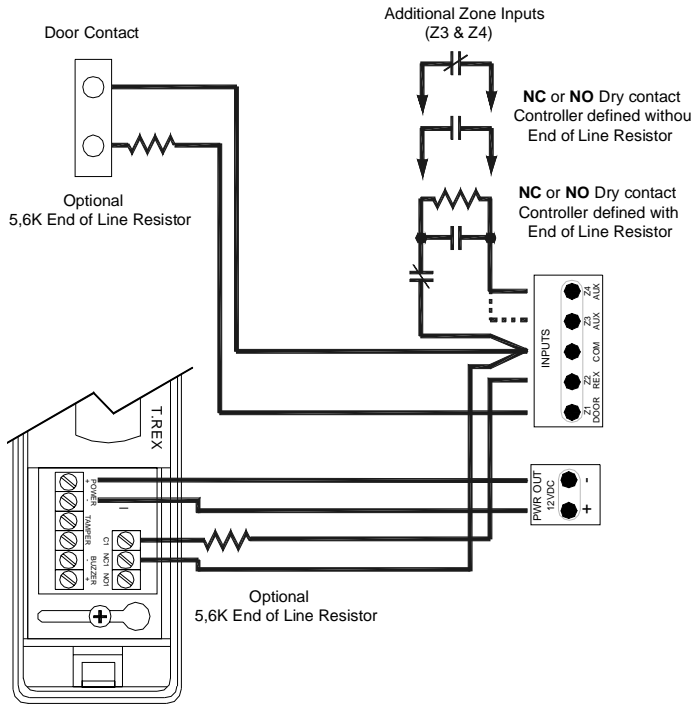 Additional Zone Inputs
(Z3 & Z4)
Door Contact
NC or NO Dry contact
Controller defined withou
End of Line Resistor
Optional
5,6K End of Line Resistor
NC or NO Dry contact
Controller defined with
End of Line Resistor
INPUTS
Z4
AUX
Z3
AUX
COM
Z2
REX
Z1
DOOR
T.REX
+ POWER -
TAMPER
- BUZZER +
C1
NC1
NO1
PWR OUT
12VDC
-
+
Optional
5,6K End of Line Resistor